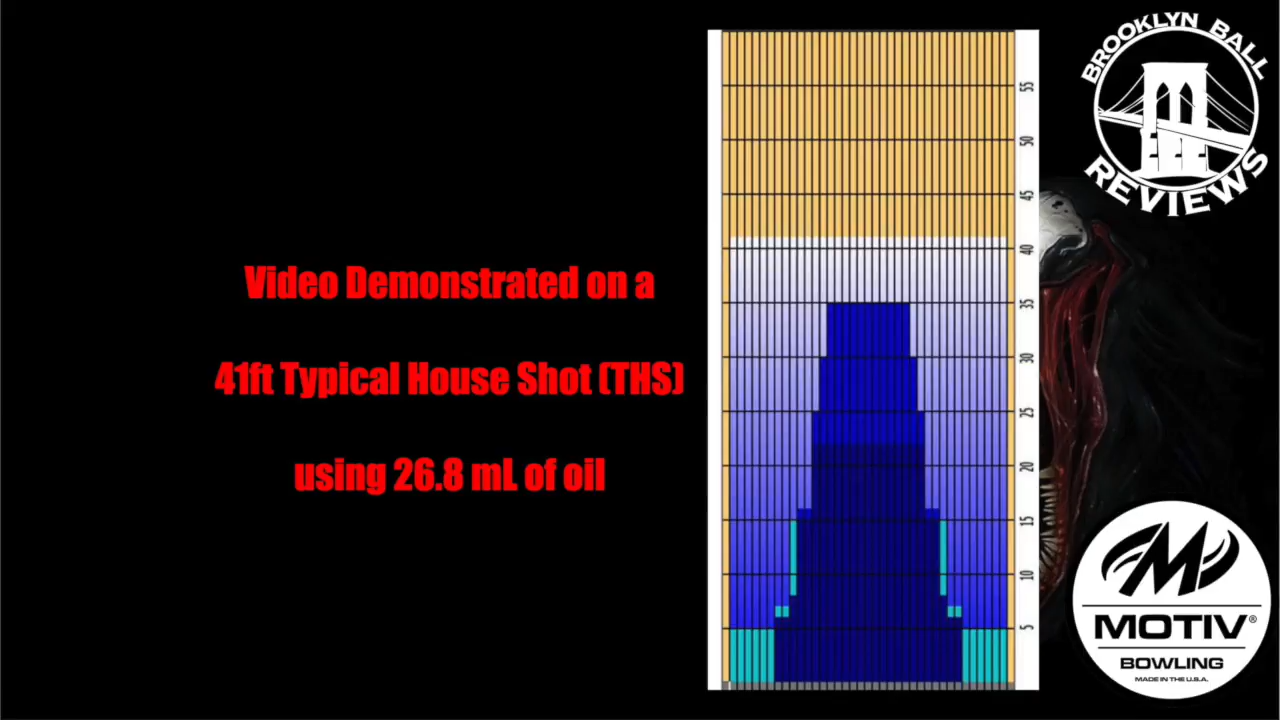 BROOKLYN BALL
REVIEWS
Video Demonstrated on a
41ft Typical House Shot (THS)
using 26.8 mL of oil
55
50
45
40
35
30
25
20
15
10
5
MOTIV®
BOWLING
MADE IN THE U.S.A.